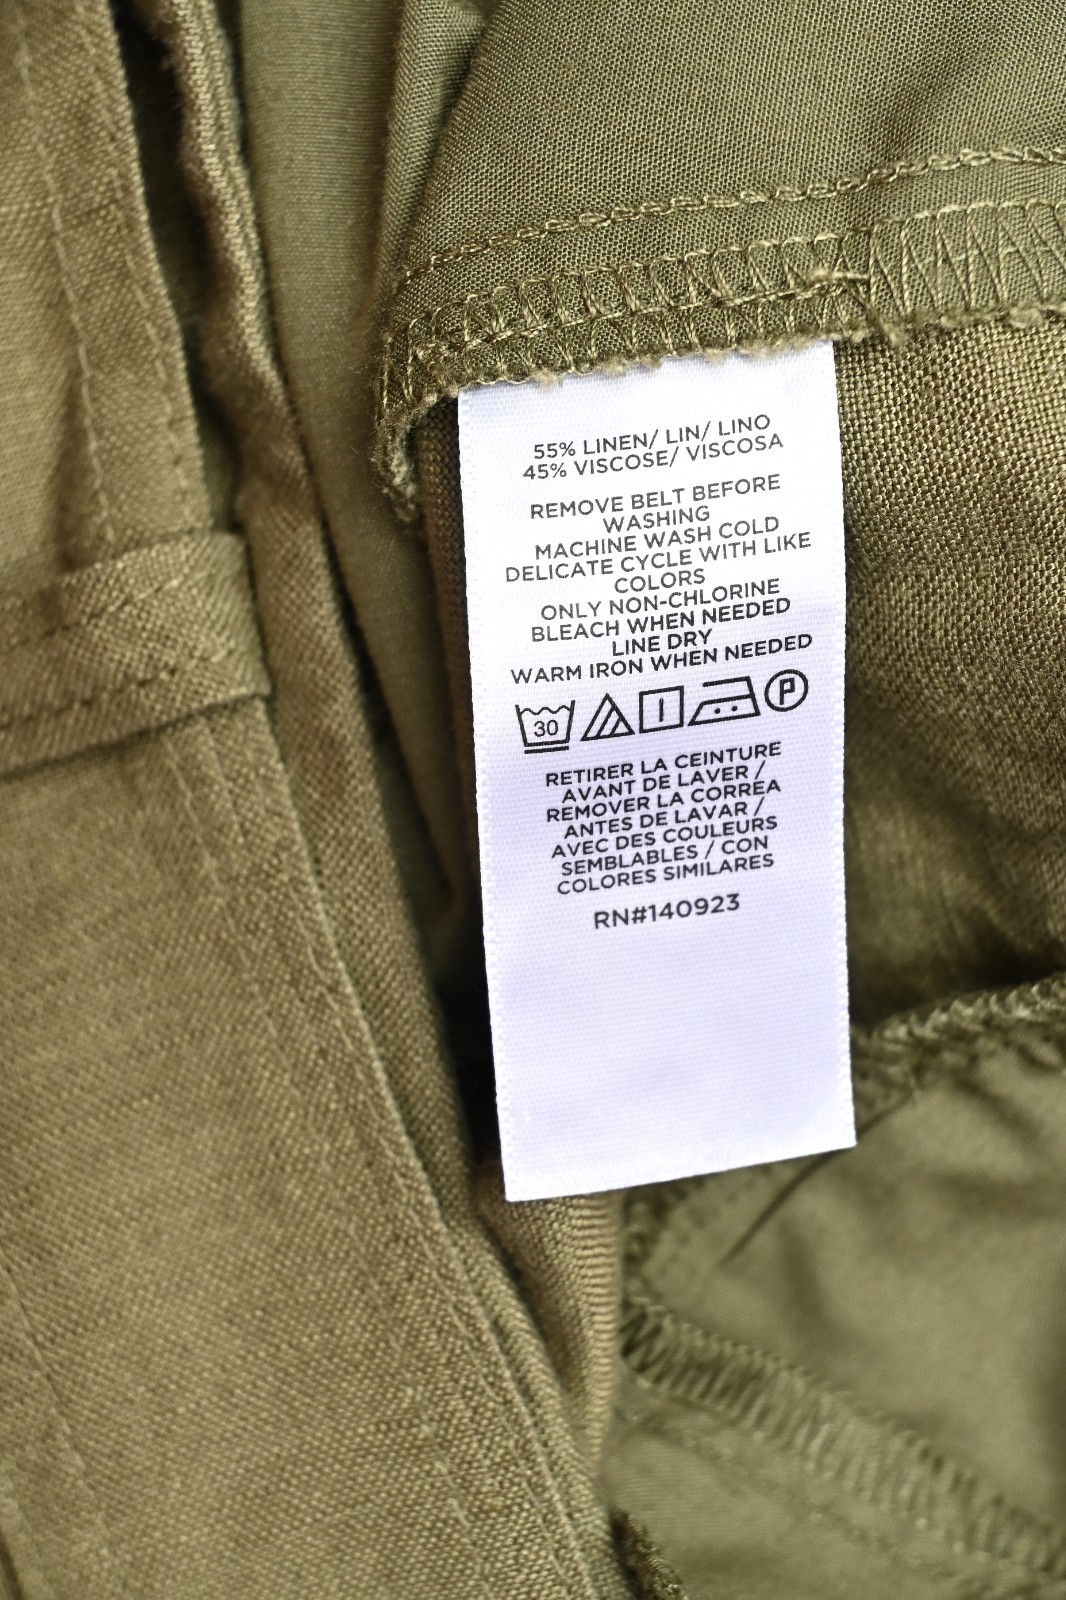 55% LINEN/ LIN/ LINO
45% VISCOSE/ VISCOSA
REMOVE BELT BEFORE
WASHING
MACHINE WASH COLD
DELICATE CYCLE WITH LIKE
COLORS
ONLY NON-CHLORINE
BLEACH WHEN NEEDED
LINE DRY
WARM IRON WHEN NEEDED
30 P
RETIRER LA CEINTURE
AVANT DE LAVER /
REMOVER LA CORREA
ANTES DE LAVAR /
AVEC DES COULEURS
SEMBLABLES / CON
COLORES SIMILARES
RN#140923